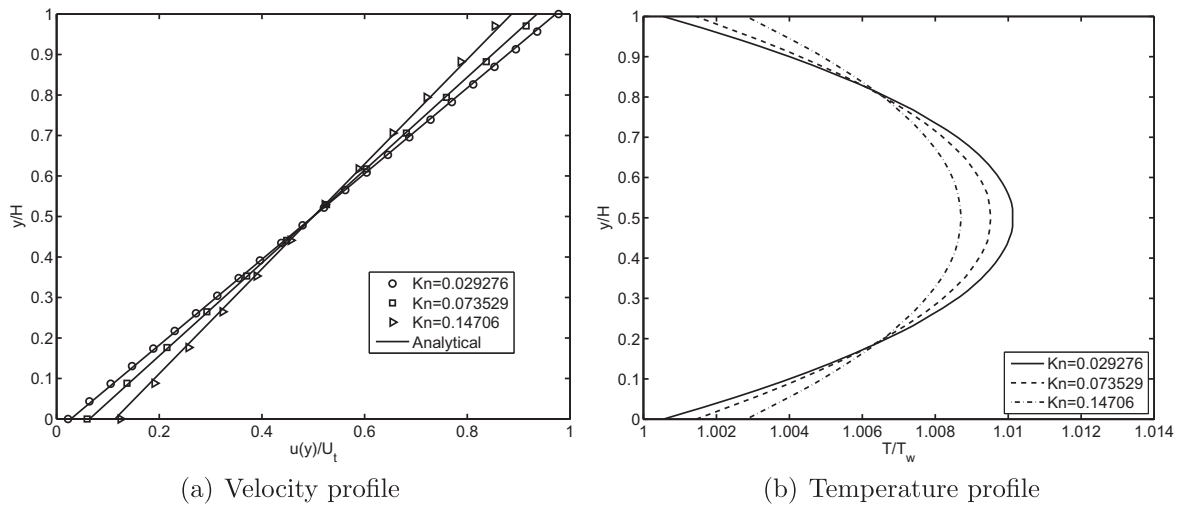 1
0.9
0.8
0.7
0.6
0.5
0.4
0.3
0.2
0.1
0
y/H
0 0.2 0.4 0.6 0.8 1
u(y)/U_t
Kn=0.029276
Kn=0.073529
Kn=0.14706
Analytical
(a) Velocity profile
1
0.9
0.8
0.7
0.6
0.5
0.4
0.3
0.2
0.1
0
y/H
1 1.002 1.004 1.006 1.008 1.01 1.012 1.014
T/T_w
Kn=0.029276
Kn=0.073529
Kn=0.14706
(b) Temperature profile